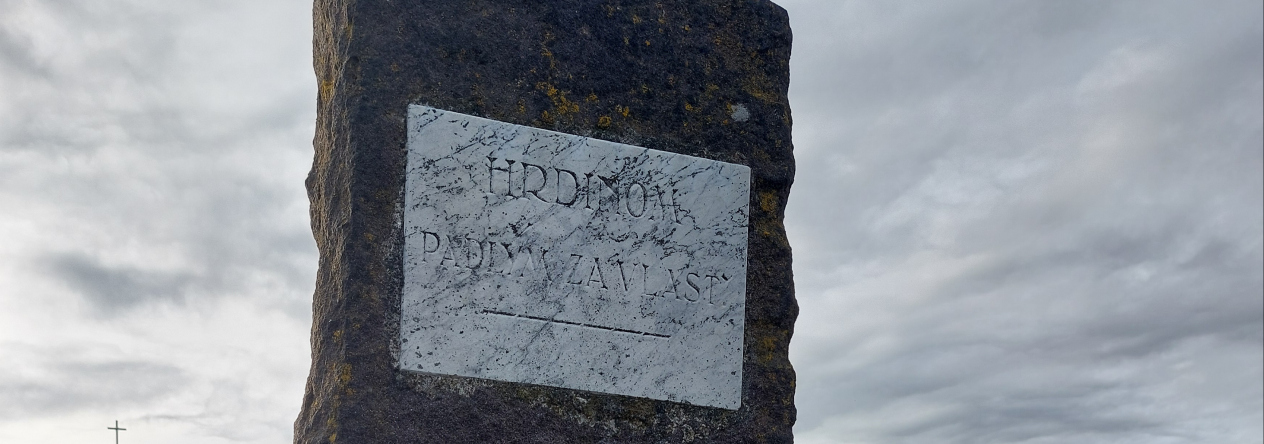 HRDINOM
PADLÝM ZA VLASŤ